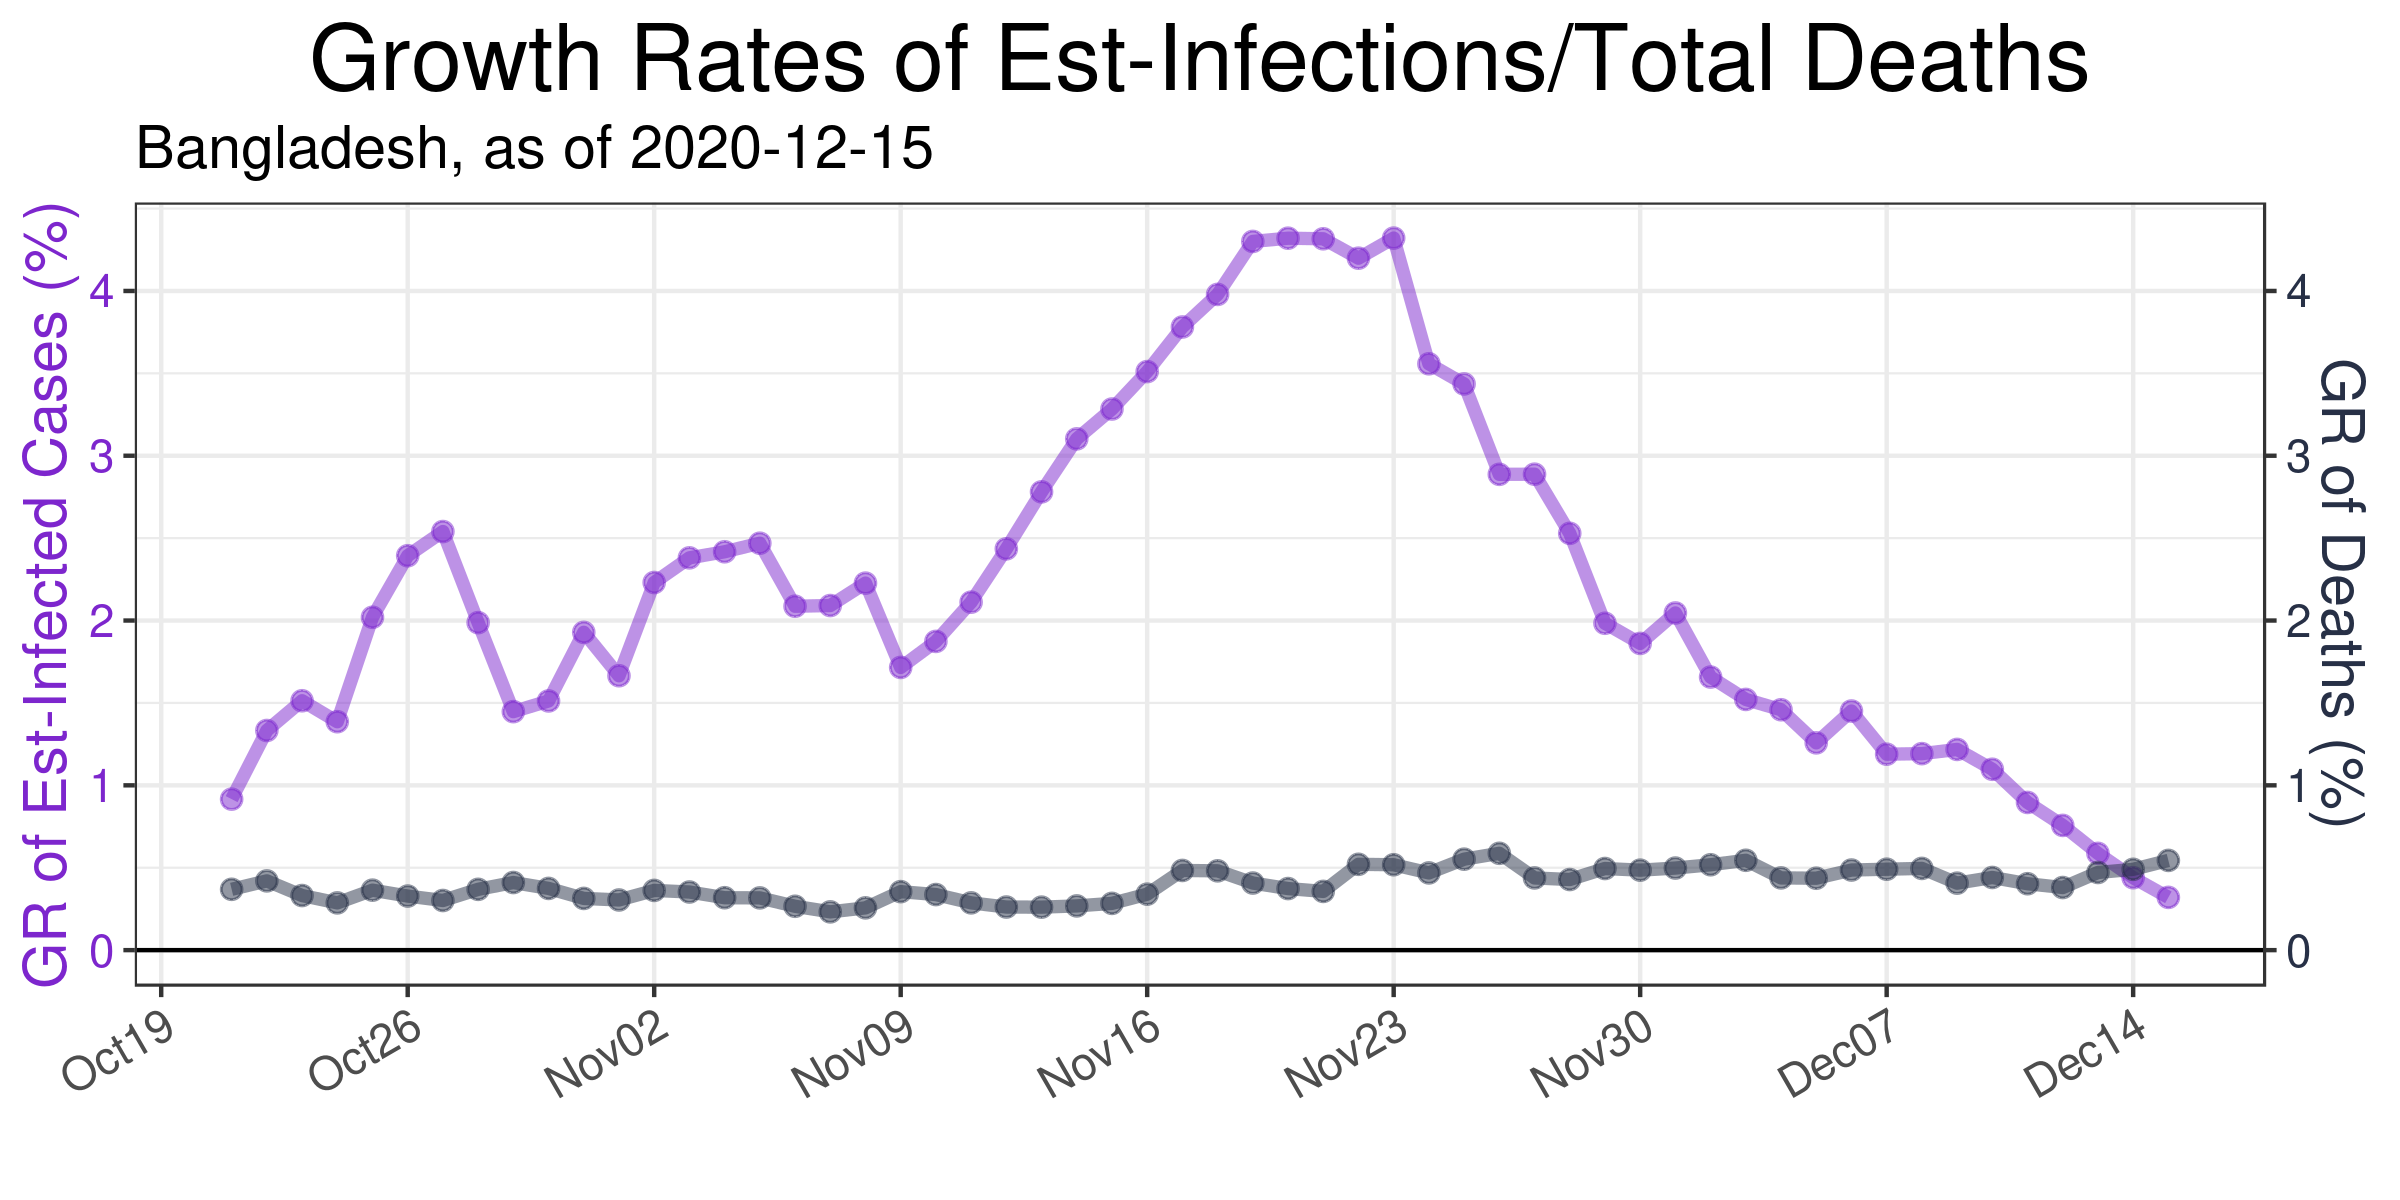 Growth Rates of Est-Infections/Total Deaths
Bangladesh, as of 2020-12-15
GR of Est-Infected Cases (%)
4
3
2
1
0
4
3
2
1
0
GR of Deaths (%)
Oct19
Oct26
Nov02
Nov09
Nov16
Nov23
Nov30
Dec07
Dec14